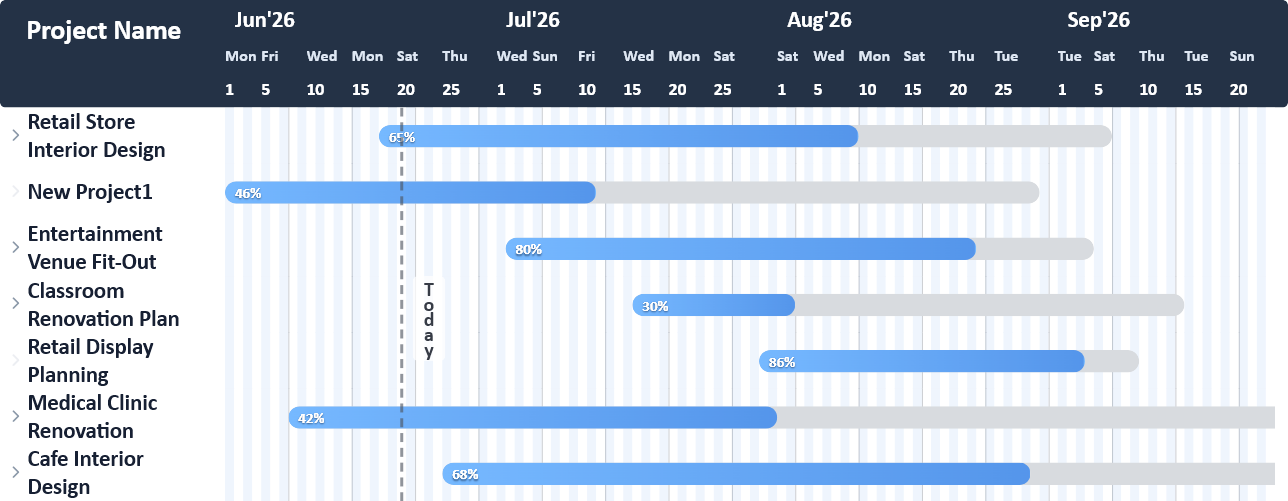 Project Name
Jun'26 Jul'26 Aug'26 Sep'26
Mon Fri Wed Mon Sat Thu Wed Sun Fri Wed Mon Sat Sat Wed Mon Sat Thu Tue Tue Sat Thu Tue Sun
1 5 10 15 20 25 1 5 10 15 20 25 1 5 10 15 20 25 1 5 10 15 20
Retail Store
Interior Design
65%
New Project1
46%
Entertainment
Venue Fit-Out
80%
Today
Classroom
Renovation Plan
30%
Retail Display
Planning
86%
Medical Clinic
Renovation
42%
Cafe Interior
Design
68%